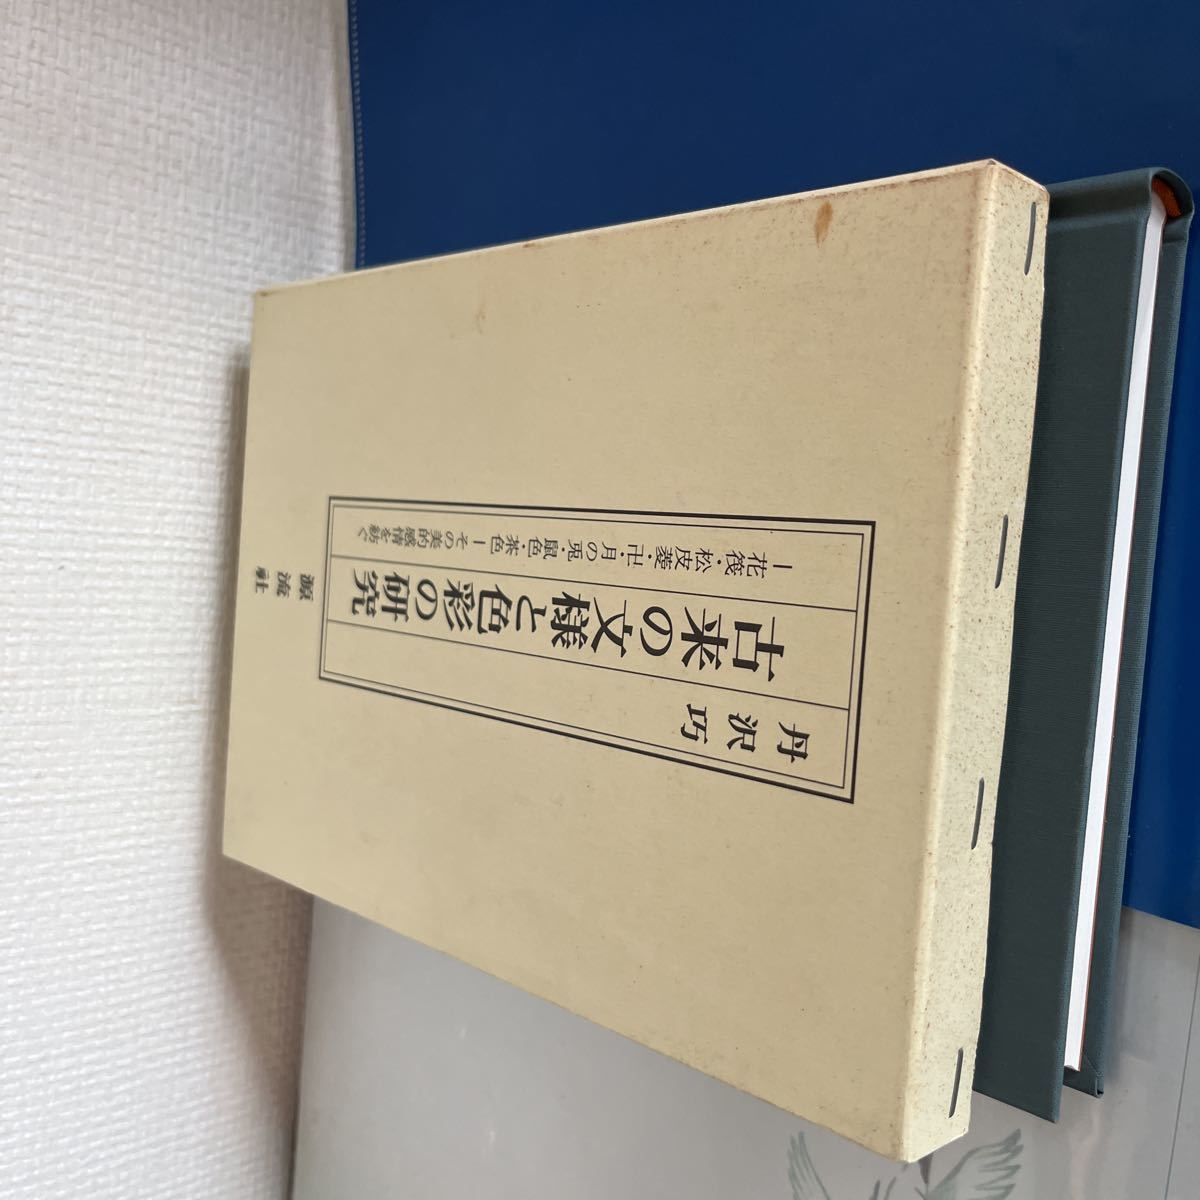 丹沢 巧
古来の文様と色彩の研究
―花筏・松皮菱・卍・月の兎・鼠色・茶色―その美的感情を紡ぐ
源流社